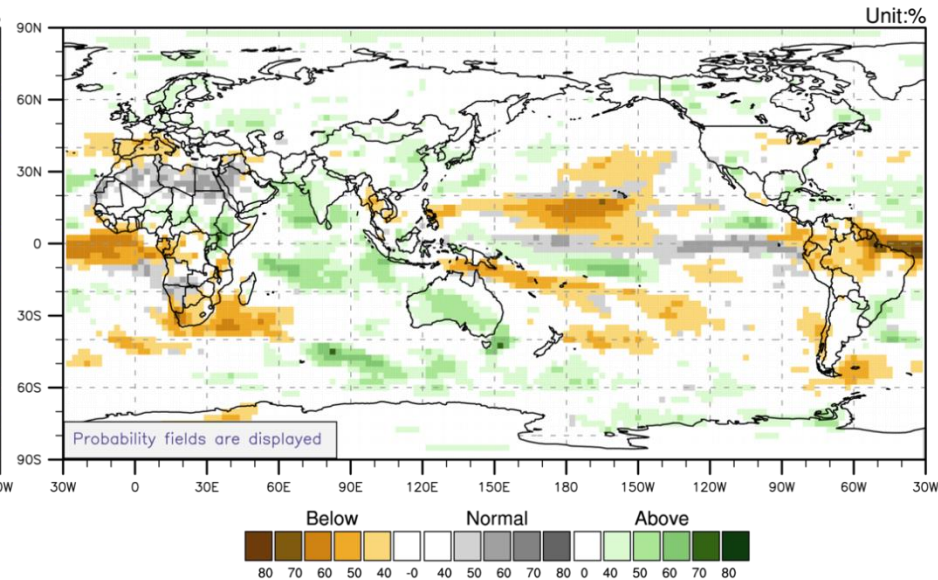 Unit:%
90N
60N
30N
0
30S
60S
90S
Probability fields are displayed
0W 30W 0 30E 60E 90E 120E 150E 180 150W 120W 90W 60W 30W
Below Normal Above
80 70 60 50 40 -0 40 50 60 70 80 0 40 50 60 70 80